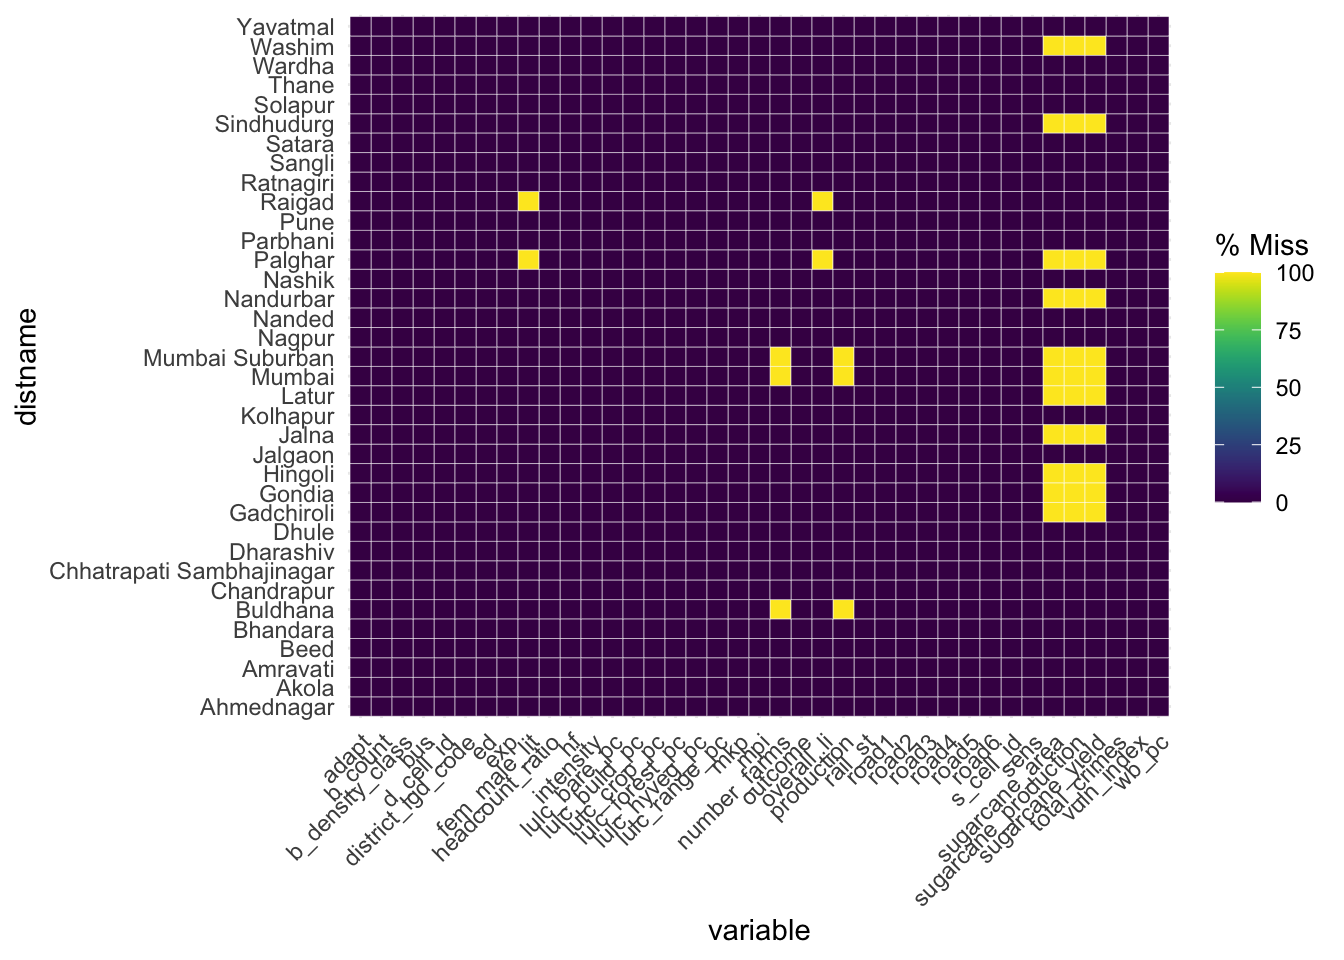 Yavatmal
Washim
Wardha
Thane
Solapur
Sindhudurg
Satara
Sangli
Ratnagiri
Raigad
Pune
Parbhani
Palghar
Nashik
Nandurbar
Nanded
Nagpur
Mumbai Suburban
Mumbai
Latur
Kolhapur
Jalna
Jalgaon
Hingoli
Gondia
Gadchiroli
Dhule
Dharashiv
Chhatrapati Sambhajinagar
Chandrapur
Buldhana
Bhandara
Beed
Amravati
Akola
Ahmednagar
distname
adapt
b_count
b_density_class
bus
d_cell_id
district_lgd_code
ed
exp
fem_male_lit
headcount_ratio
hf
intensity
lulc_bare_pc
lulc_build_pc
lulc_crop_pc
lulc_forest_pc
lulc_hyveg_pc
lulc_range_pc
mkp
mpi
number_farms
outcome
overall_li
production
rail_st
road1
road2
road3
road4
road5
road6
s_cell_id
sens
sugarcane_area
sugarcane_production
sugarcane_yield
total_crimes
vuln_index
wb_pc
variable
% Miss
100
75
50
25
0